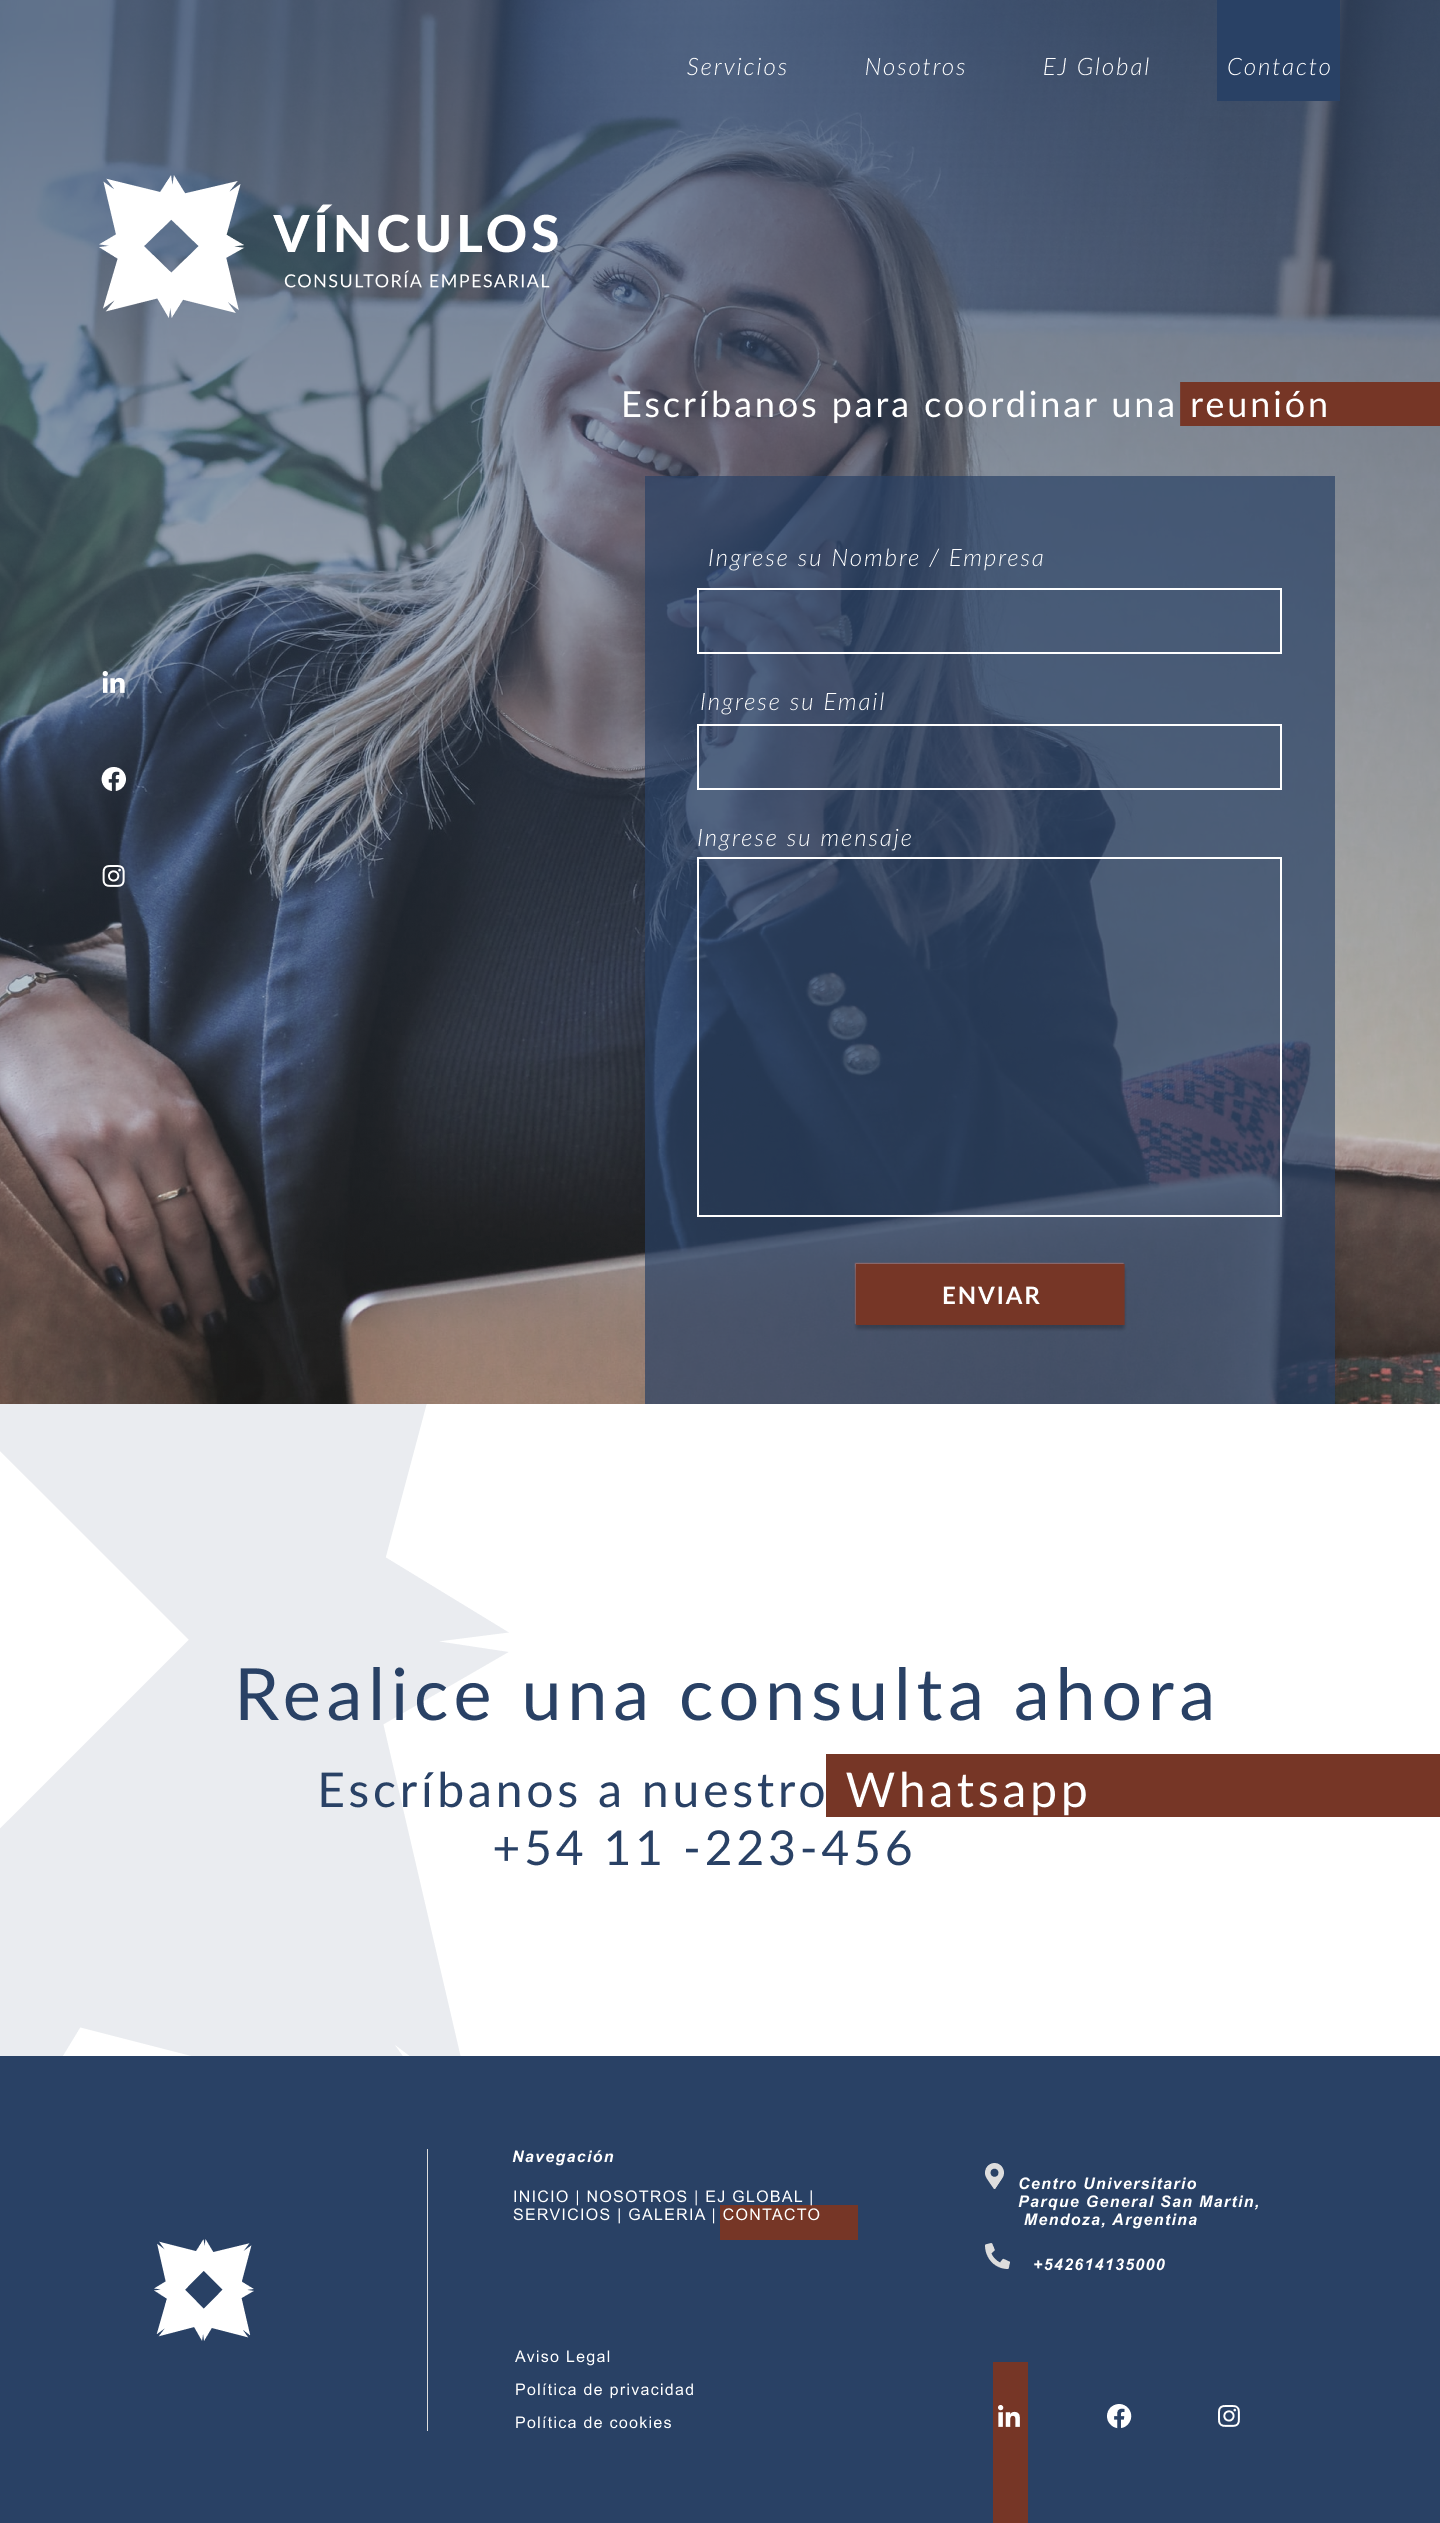 Servicios
Nosotros
EJ Global
Contacto
VÍNCULOS
CONSULTORÍA EMPRESARIAL
Escríbanos para coordinar una reunión
Ingrese su Nombre / Empresa
Ingrese su Email
Ingrese su mensaje
ENVIAR
Realice una consulta ahora
Escríbanos a nuestro Whatsapp
+54 11 -223-456
Navegación
INICIO | NOSOTROS | EJ GLOBAL |
SERVICIOS | GALERIA | CONTACTO
Aviso Legal
Política de privacidad
Política de cookies
Centro Universitario
Parque General San Martin,
Mendoza, Argentina
+542614135000